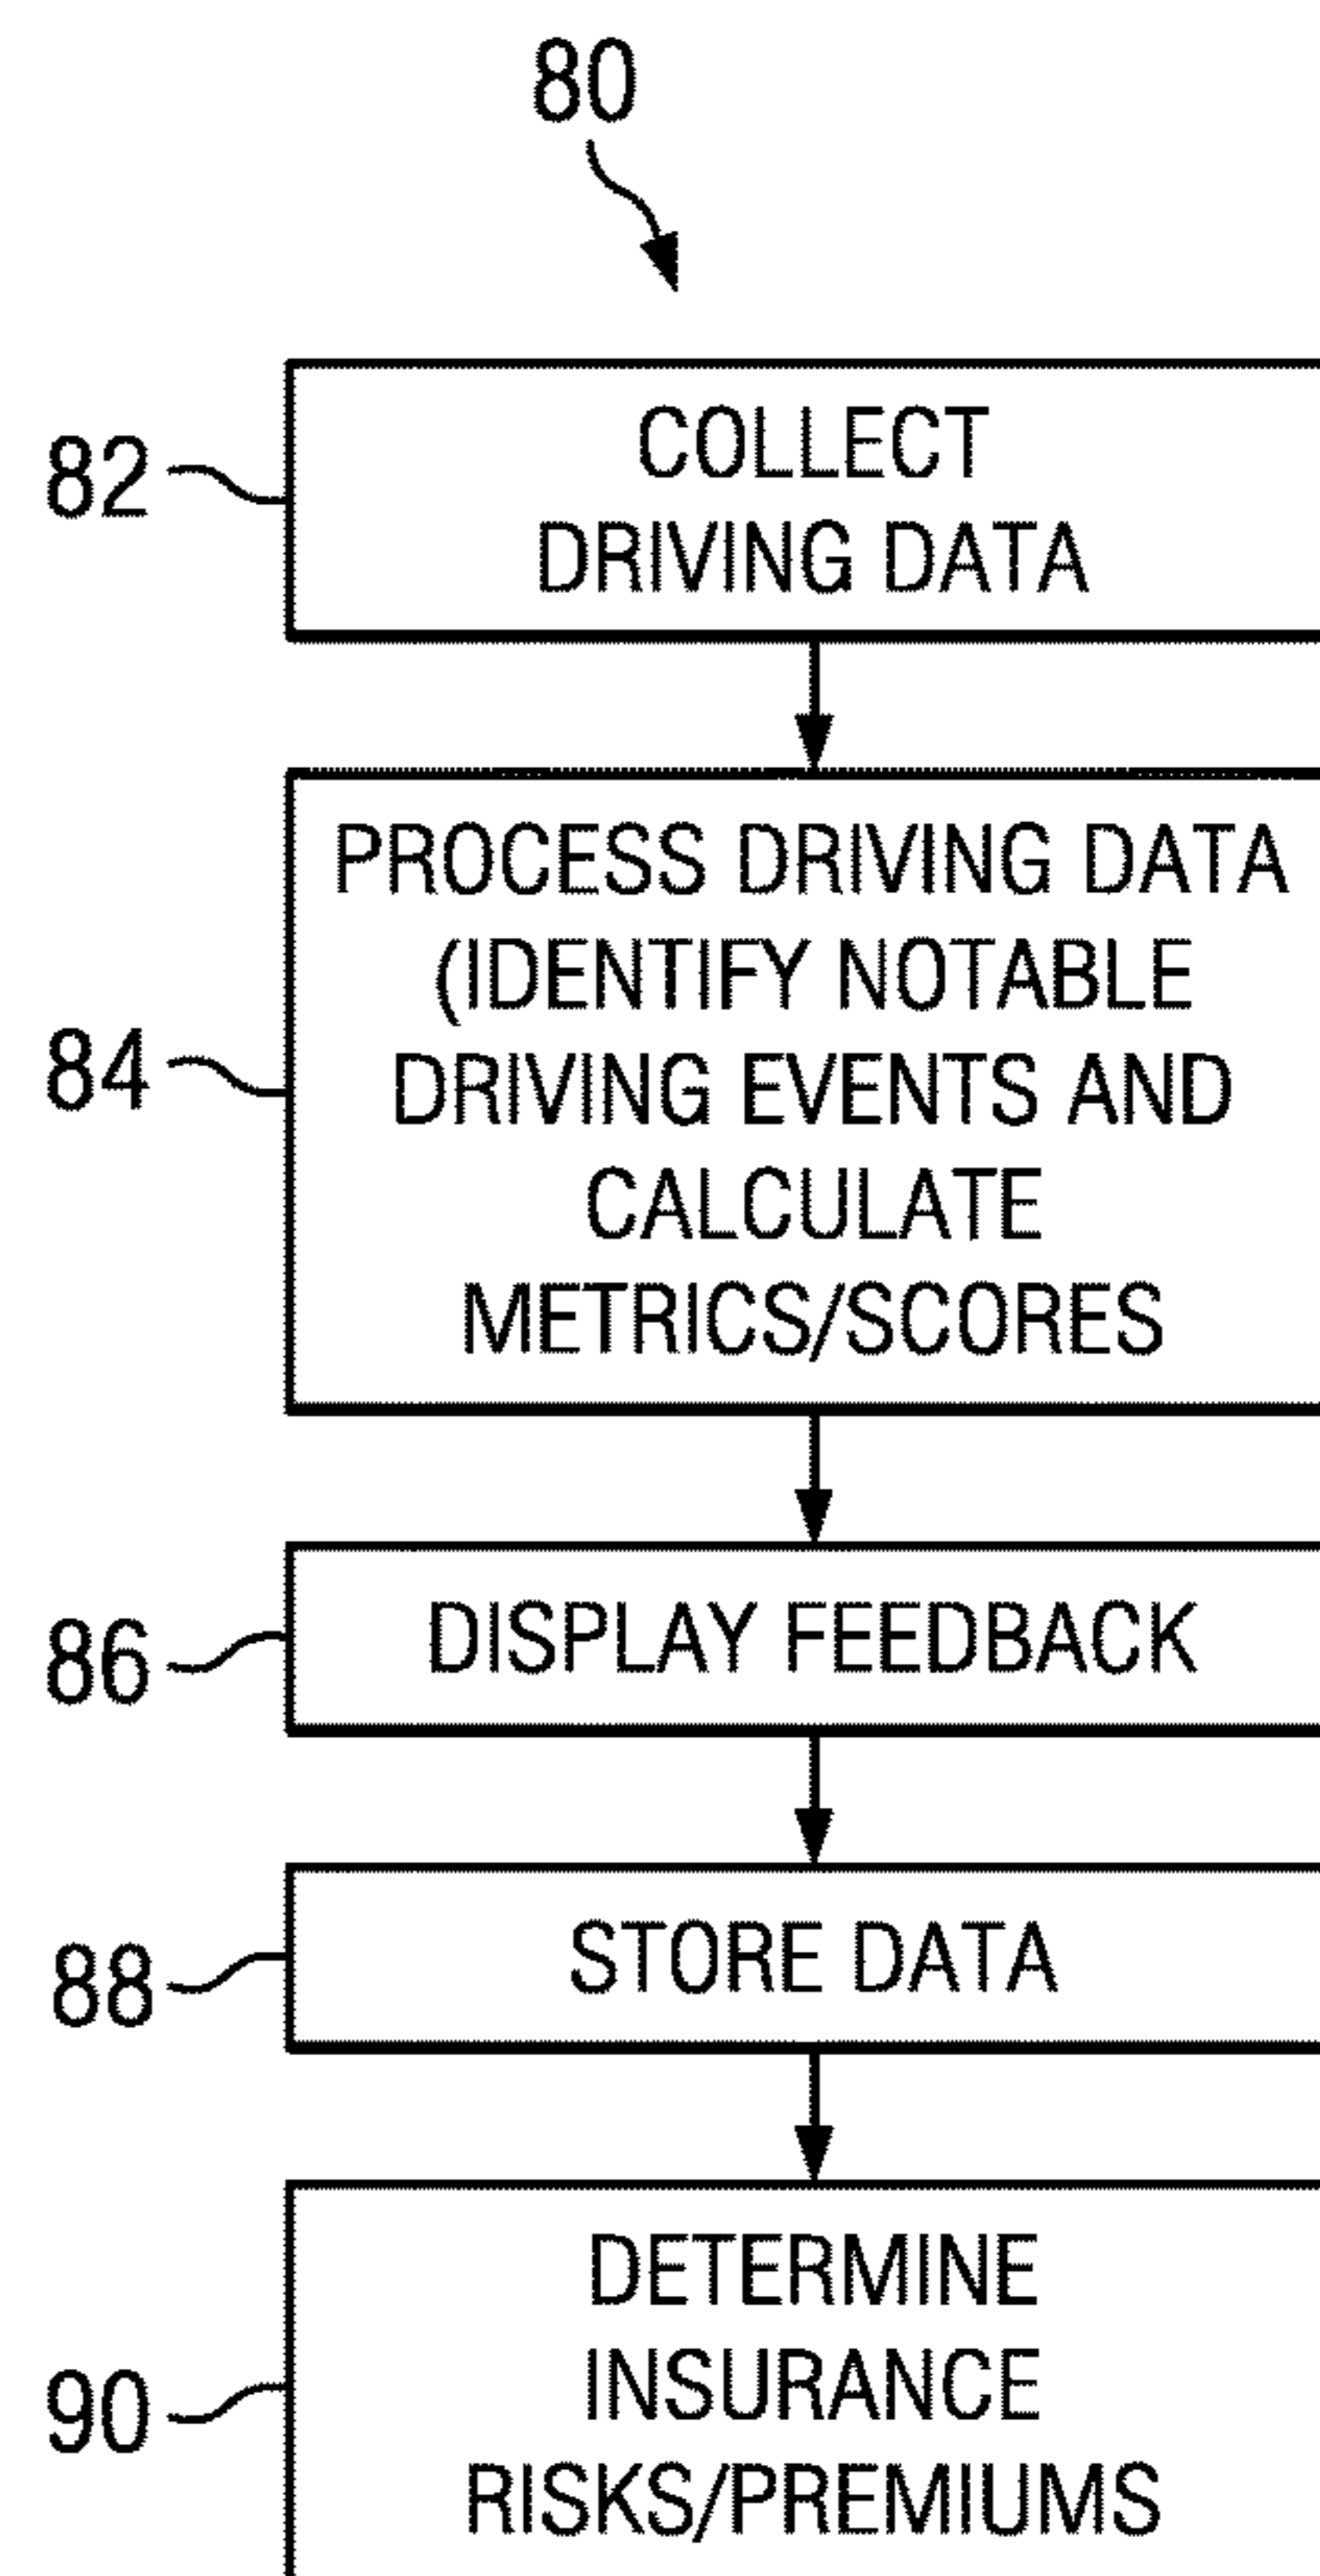 80
82
COLLECT
DRIVING DATA
84
PROCESS DRIVING DATA
(IDENTIFY NOTABLE
DRIVING EVENTS AND
CALCULATE
METRICS/SCORES
86
DISPLAY FEEDBACK
88
STORE DATA
90
DETERMINE
INSURANCE
RISKS/PREMIUMS